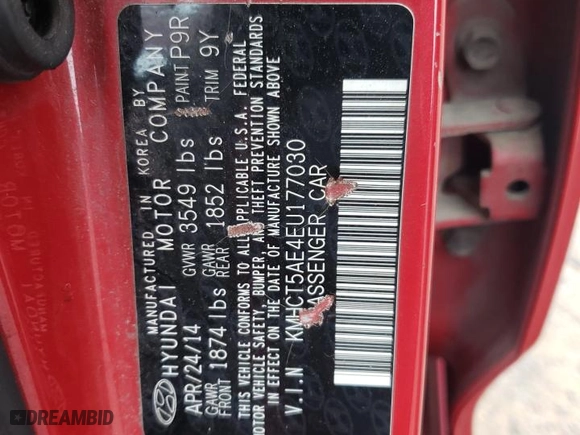 MANUFACTURED IN KOREA BY
HYUNDAI MOTOR COMPANY
APR/24/14 GVWR 3549 lbs PAINT P9R
GAWR FRONT 1874 lbs GAWR REAR 1852 lbs TRIM 9Y
THIS VEHICLE CONFORMS TO ALL APPLICABLE U.S.A. FEDERAL
MOTOR VEHICLE SAFETY, BUMPER, AND THEFT PREVENTION STANDARDS
IN EFFECT ON THE DATE OF MANUFACTURE SHOWN ABOVE
V.I.N KMHCT5AE4EU177030
PASSENGER CAR
DREAMBID